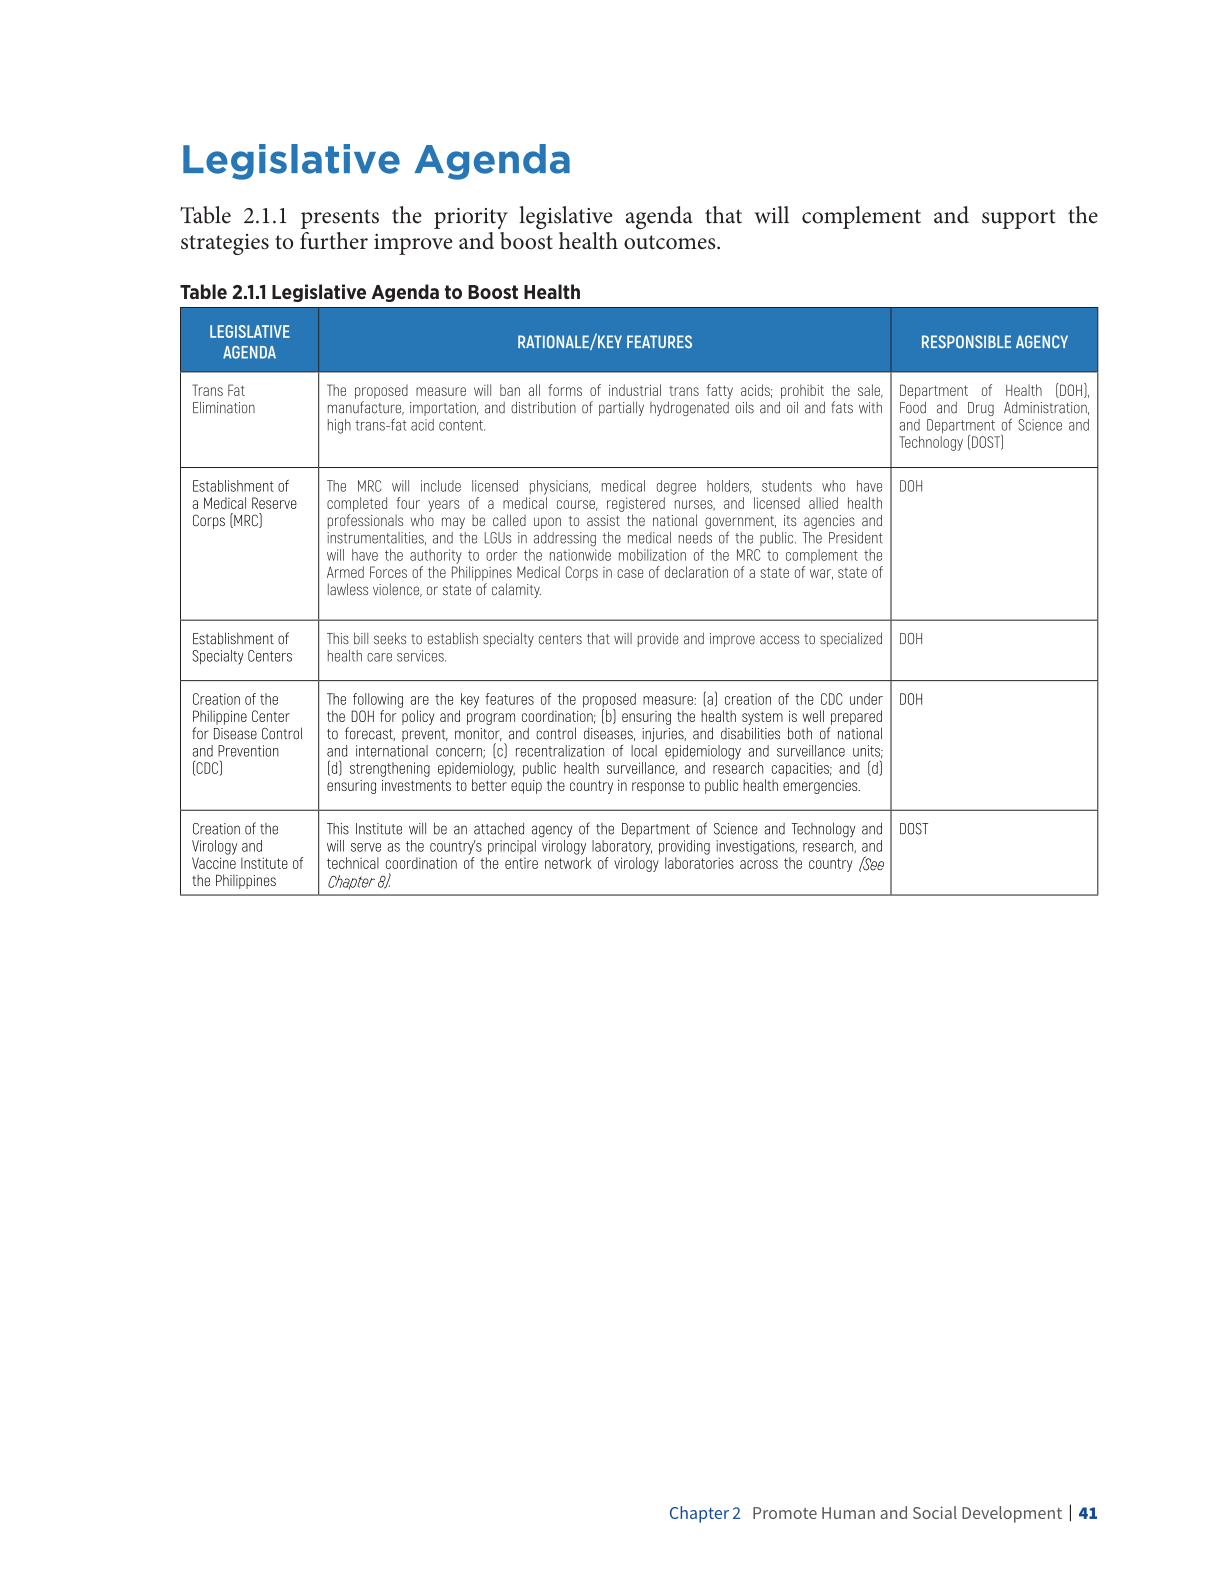 Legislative Agenda
Table 2.1.1 presents the priority legislative agenda that will complement and support the
strategies to further improve and boost health outcomes.
Table 2.1.1 Legislative Agenda to Boost Health
LEGISLATIVE
AGENDA
RATIONALE/KEY FEATURES
RESPONSIBLE AGENCY
Trans Fat
Elimination
The proposed measure will ban all forms of industrial trans fatty acids; prohibit the sale,
manufacture, importation, and distribution of partially hydrogenated oils and oil and fats with
high trans-fat acid content.
Department of Health (DOH),
Food and Drug Administration,
and Department of Science and
Technology (DOST)
Establishment of
a Medical Reserve
Corps (MRC)
The MRC will include licensed physicians, medical degree holders, students who have
completed four years of a medical course, registered nurses, and licensed allied health
professionals who may be called upon to assist the national government, its agencies and
instrumentalities, and the LGUs in addressing the medical needs of the public. The President
will have the authority to order the nationwide mobilization of the MRC to complement the
Armed Forces of the Philippines Medical Corps in case of declaration of a state of war, state of
lawless violence, or state of calamity.
DOH
Establishment of
Specialty Centers
This bill seeks to establish specialty centers that will provide and improve access to specialized
health care services.
DOH
Creation of the
Philippine Center
for Disease Control
and Prevention
(CDC)
The following are the key features of the proposed measure: (a) creation of the CDC under
the DOH for policy and program coordination; (b) ensuring the health system is well prepared
to forecast, prevent, monitor, and control diseases, injuries, and disabilities both of national
and international concern; (c) recentralization of local epidemiology and surveillance units;
(d) strengthening epidemiology, public health surveillance, and research capacities; and (d)
ensuring investments to better equip the country in response to public health emergencies.
DOH
Creation of the
Virology and
Vaccine Institute of
the Philippines
This Institute will be an attached agency of the Department of Science and Technology and
will serve as the country's principal virology laboratory, providing investigations, research, and
technical coordination of the entire network of virology laboratories across the country (See
Chapter 8).
DOST
Chapter 2 Promote Human and Social Development | 41